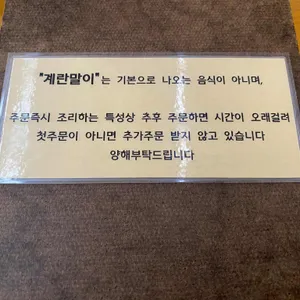 "계란말이"는 기본으로 나오는 음식이 아니며,
주문즉시 조리하는 특성상 추후 주문하면 시간이 오래걸려
첫주문이 아니면 추가주문 받지 않고 있습니다
양해부탁드립니다